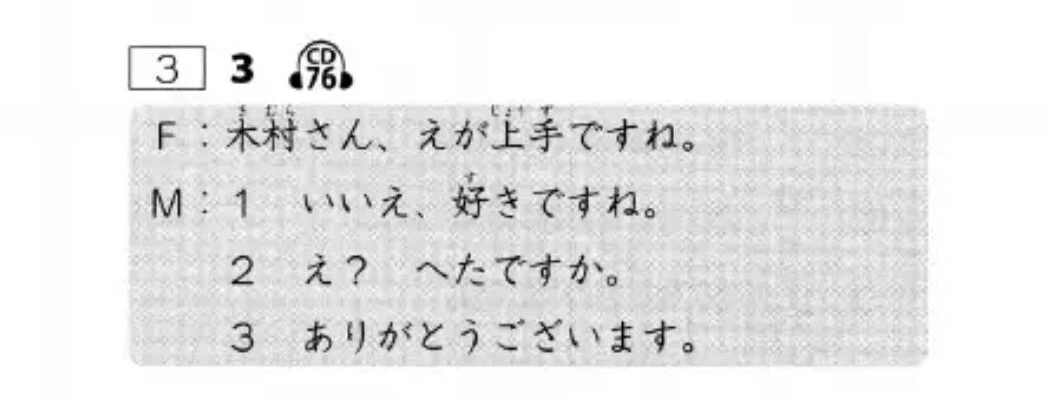 3 3 CD 76
F：木村さん、えが上手ですね。
M：1 いいえ、好きですね。
2 え？ へたですか。
3 ありがとうございます。